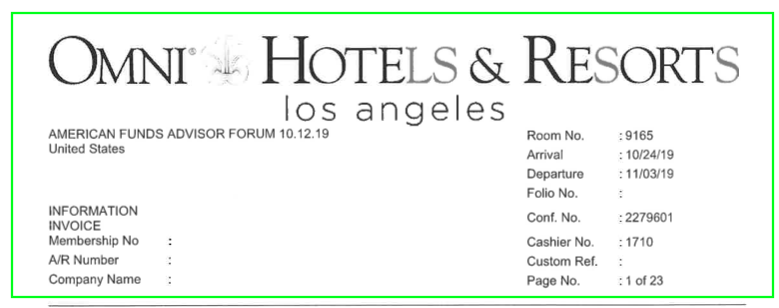 OMNI® HOTELS & RESORTS
los angeles
AMERICAN FUNDS ADVISOR FORUM 10.12.19
United States
Room No. : 9165
Arrival : 10/24/19
Departure : 11/03/19
Folio No. :
INFORMATION
INVOICE
Conf. No. : 2279601
Membership No :
Cashier No. : 1710
A/R Number :
Custom Ref. :
Company Name :
Page No. : 1 of 23